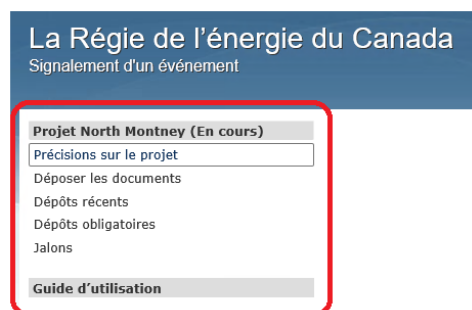 La Régie de l'énergie du Canada
Signalement d'un événement
Projet North Montney (En cours)
Précisions sur le projet
Déposer les documents
Dépôts récents
Dépôts obligatoires
Jalons
Guide d'utilisation